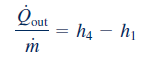 Q̇out / ṁ = h4 − h1